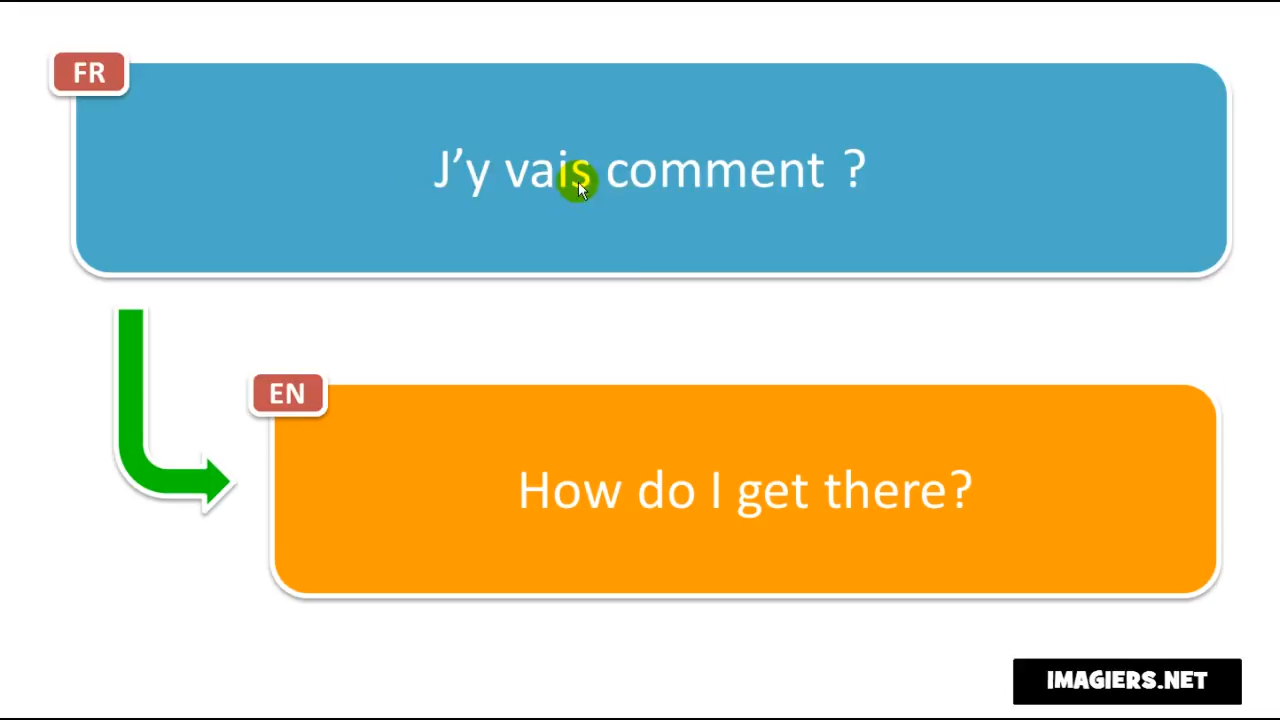 FR
J’y vais comment ?
EN
How do I get there?
IMAGIERS.NET